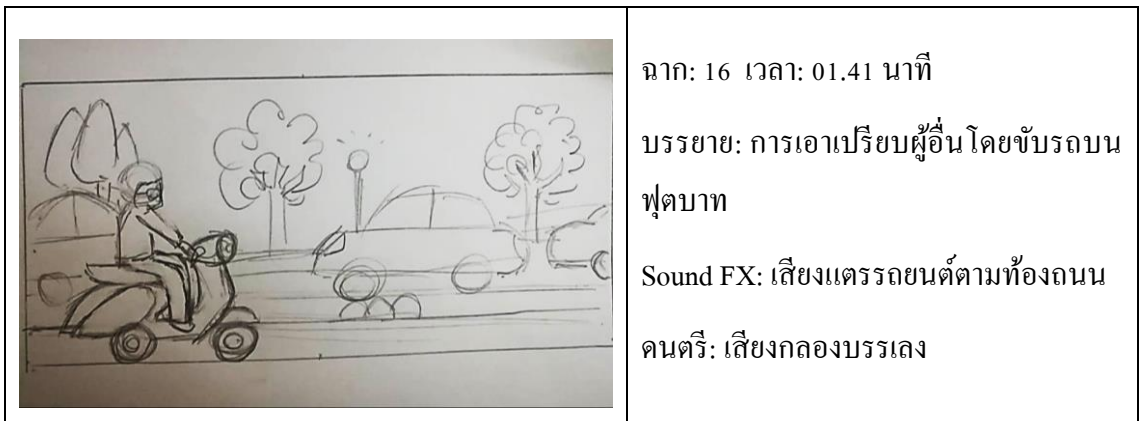 ฉาก: 16 เวลา: 01.41 นาที
บรรยาย: การเอาเปรียบผู้อื่นโดยขับรถบน
ฟุตบาท
Sound FX: เสียงแตรรถยนต์ตามท้องถนน
ดนตรี: เสียงกลองบรรเลง